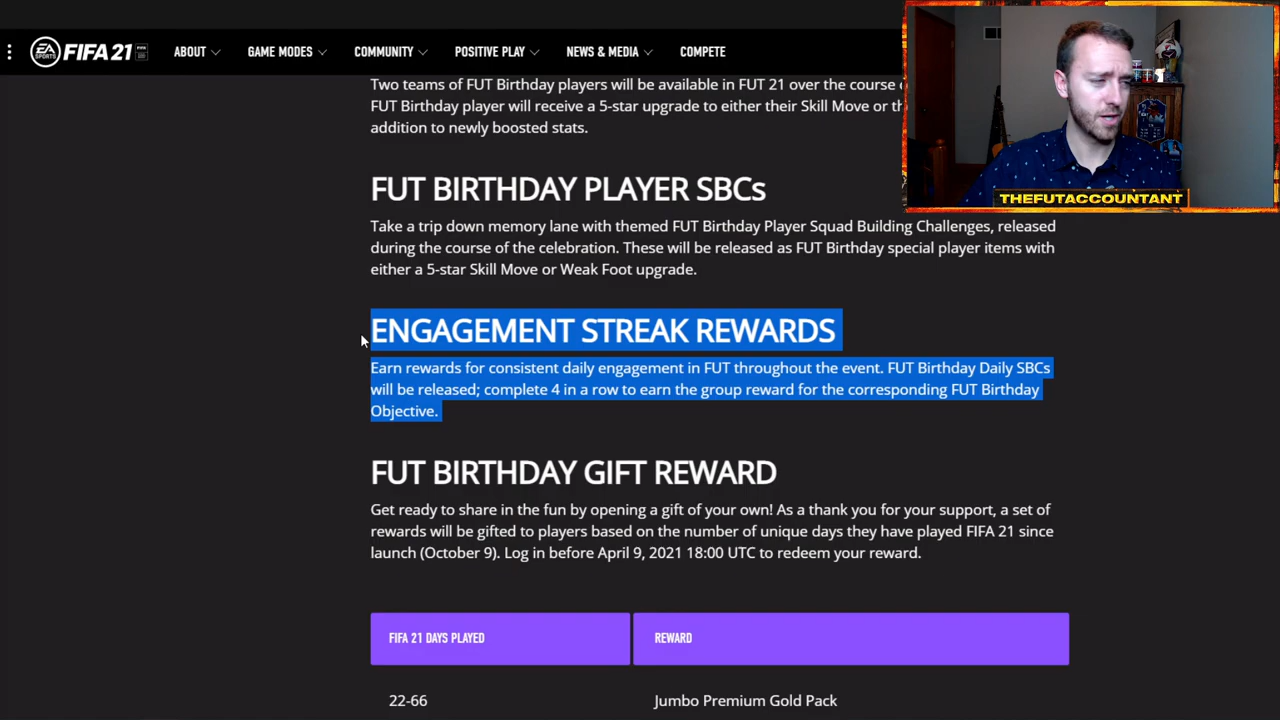 EA SPORTS FIFA 21
ABOUT GAME MODES COMMUNITY POSITIVE PLAY NEWS & MEDIA COMPETE
Two teams of FUT Birthday players will be available in FUT 21 over the course
FUT Birthday player will receive a 5-star upgrade to either their Skill Move or
addition to newly boosted stats.
FUT BIRTHDAY PLAYER SBCs
Take a trip down memory lane with themed FUT Birthday Player Squad Building Challenges, released
during the course of the celebration. These will be released as FUT Birthday special player items with
either a 5-star Skill Move or Weak Foot upgrade.
ENGAGEMENT STREAK REWARDS
Earn rewards for consistent daily engagement in FUT throughout the event. FUT Birthday Daily SBCs
will be released; complete 4 in a row to earn the group reward for the corresponding FUT Birthday
Objective.
FUT BIRTHDAY GIFT REWARD
Get ready to share in the fun by opening a gift of your own! As a thank you for your support, a set of
rewards will be gifted to players based on the number of unique days they have played FIFA 21 since
launch (October 9). Log in before April 9, 2021 18:00 UTC to redeem your reward.
FIFA 21 DAYS PLAYED REWARD
22-66 Jumbo Premium Gold Pack
THEFUTACCOUNTANT